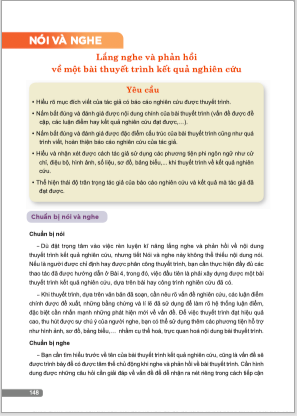 NÓI VÀ NGHE
Lắng nghe và phản hồi
về một bài thuyết trình kết quả nghiên cứu
Yêu cầu
• Hiểu rõ mục đích viết của tác giả có báo cáo nghiên cứu được thuyết trình.
• Nắm bắt đúng và đánh giá được nội dung chính của bài thuyết trình (vấn đề được đề
cập, các luận điểm hay kết quả nghiên cứu đạt được,...).
• Nắm bắt đúng và đánh giá được đặc điểm cấu trúc của bài thuyết trình cũng như quá
trình viết, hoàn thiện báo cáo nghiên cứu của tác giả.
• Hiểu và nhận xét được cách tác giả sử dụng các phương tiện phi ngôn ngữ như cử
chỉ, điệu bộ, hình ảnh, số liệu, sơ đồ, bảng biểu,... khi thuyết trình về kết quả nghiên
cứu.
• Thể hiện thái độ trân trọng tác giả của báo cáo nghiên cứu và kết quả mà tác giả đã
đạt được.
Chuẩn bị nói và nghe
Chuẩn bị nói
– Dù đặt trọng tâm vào việc rèn luyện kĩ năng lắng nghe và phản hồi về nội dung
thuyết trình kết quả nghiên cứu, nhưng tiết Nói và nghe này không thể thiếu nội dung nói.
Nếu là người được chỉ định hay được phân công thuyết trình, bạn cần thực hiện đầy đủ các
thao tác đã được hướng dẫn ở Bài 4, trong đó, việc đầu tiên là phải xây dựng được một bài
thuyết trình kết quả nghiên cứu, dựa trên bài hay công trình nghiên cứu đã có.
– Khi thuyết trình, dựa trên văn bản đã soạn, cần nêu rõ vấn đề nghiên cứu, các luận điểm
chính được đề xuất, những bằng chứng và lí lẽ đã sử dụng để làm rõ hệ thống luận điểm,
đặc biệt cần nhấn mạnh những phát hiện mới về vấn đề. Để việc thuyết trình đạt hiệu quả
cao, thu hút được sự chú ý của người nghe, bạn có thể sử dụng thêm các phương tiện hỗ trợ
như hình ảnh, sơ đồ, bảng biểu,... nhằm cụ thể hoá, trực quan hoá nội dung bài thuyết trình.
Chuẩn bị nghe
– Bạn cần tìm hiểu trước về tên của bài thuyết trình kết quả nghiên cứu, cũng là vấn đề sẽ
được trình bày để có được tâm thế chủ động khi nghe và phản hồi về bài thuyết trình. Cần hình
dung được những câu hỏi cần giải đáp về vấn đề để dễ nhận ra nét riêng trong cách tiếp cận
148